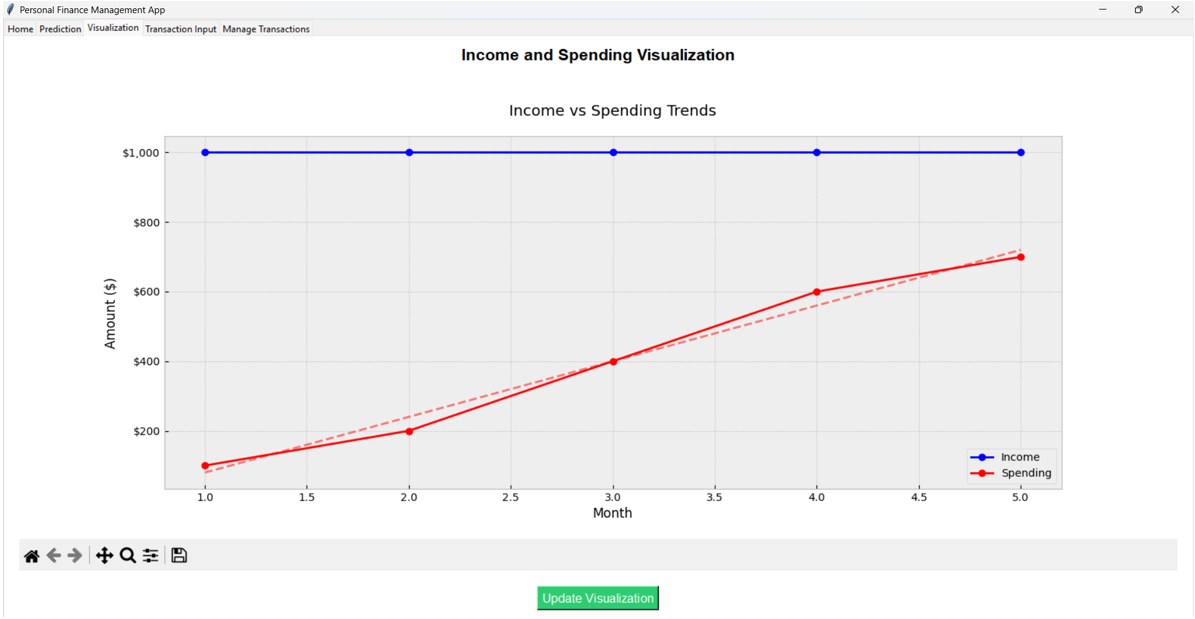 Personal Finance Management App
Home Prediction Visualization Transaction Input Manage Transactions
Income and Spending Visualization
Income vs Spending Trends
$1,000
$800
$600
$400
$200
Amount ($)
Income
Spending
1.0 1.5 2.0 2.5 3.0 3.5 4.0 4.5 5.0
Month
Update Visualization